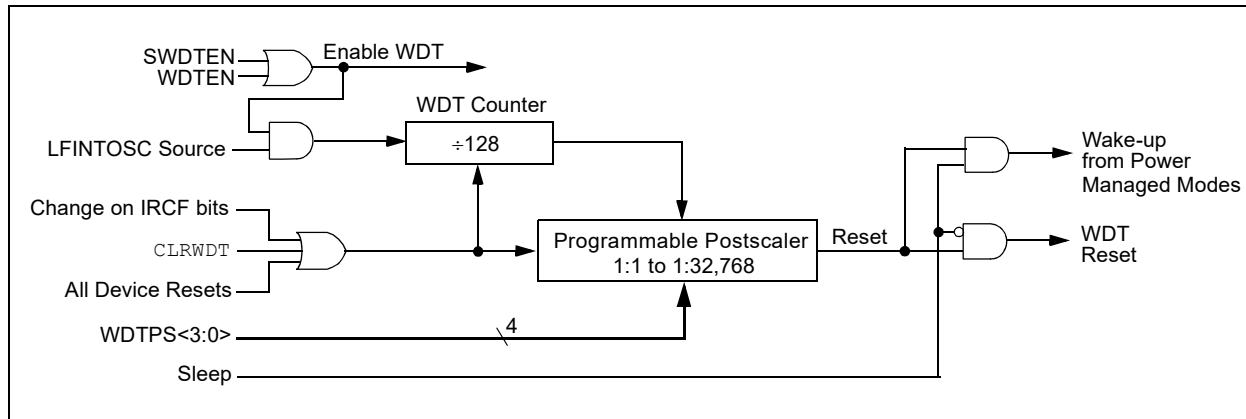 SWDTEN
WDTEN
Enable WDT
WDT Counter
÷128
LFINTOSC Source
Wake-up
from Power
Managed Modes
Change on IRCF bits
CLRWDT
All Device Resets
Programmable Postscaler
1:1 to 1:32,768
Reset
WDT
Reset
WDTPS<3:0>
4
Sleep